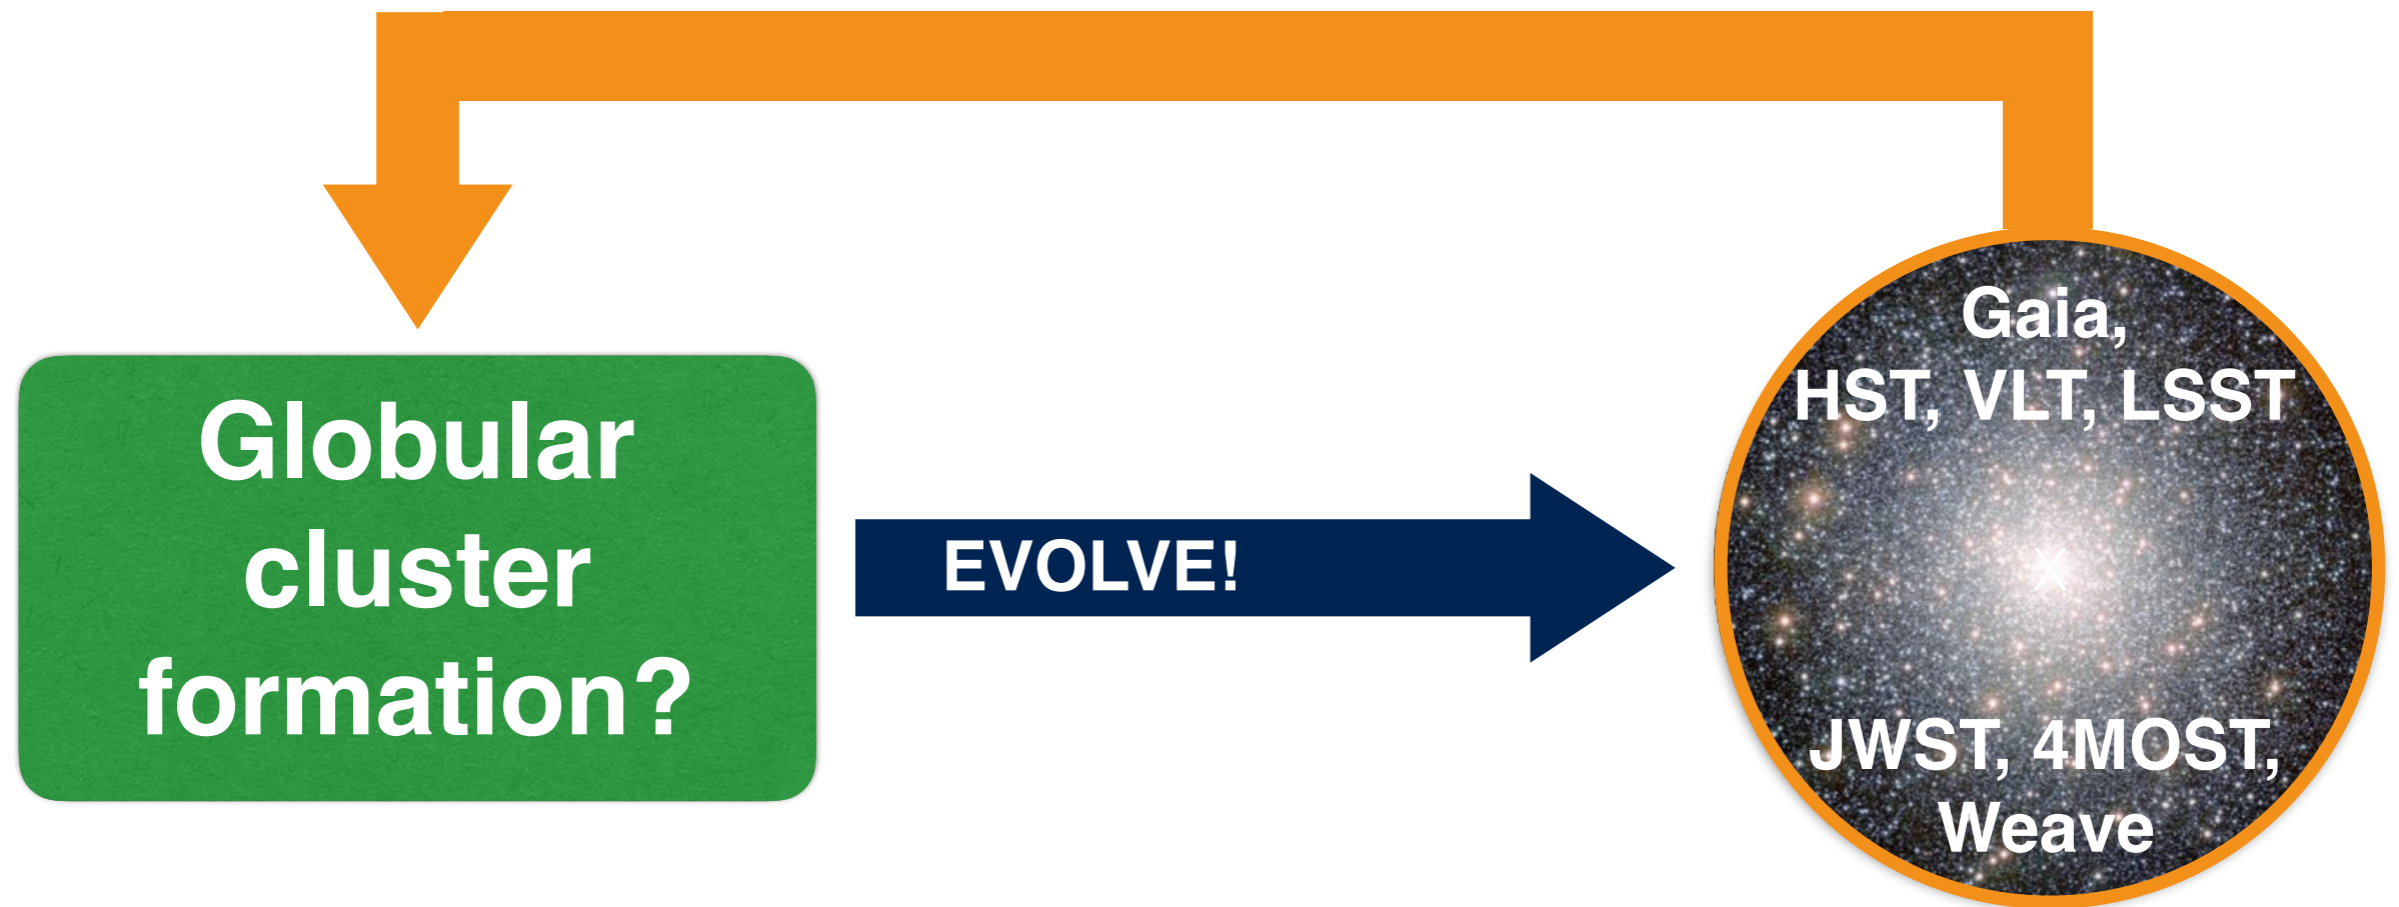 Globular
cluster
formation?
EVOLVE!
Gaia,
HST, VLT, LSST
X
JWST, 4MOST,
Weave